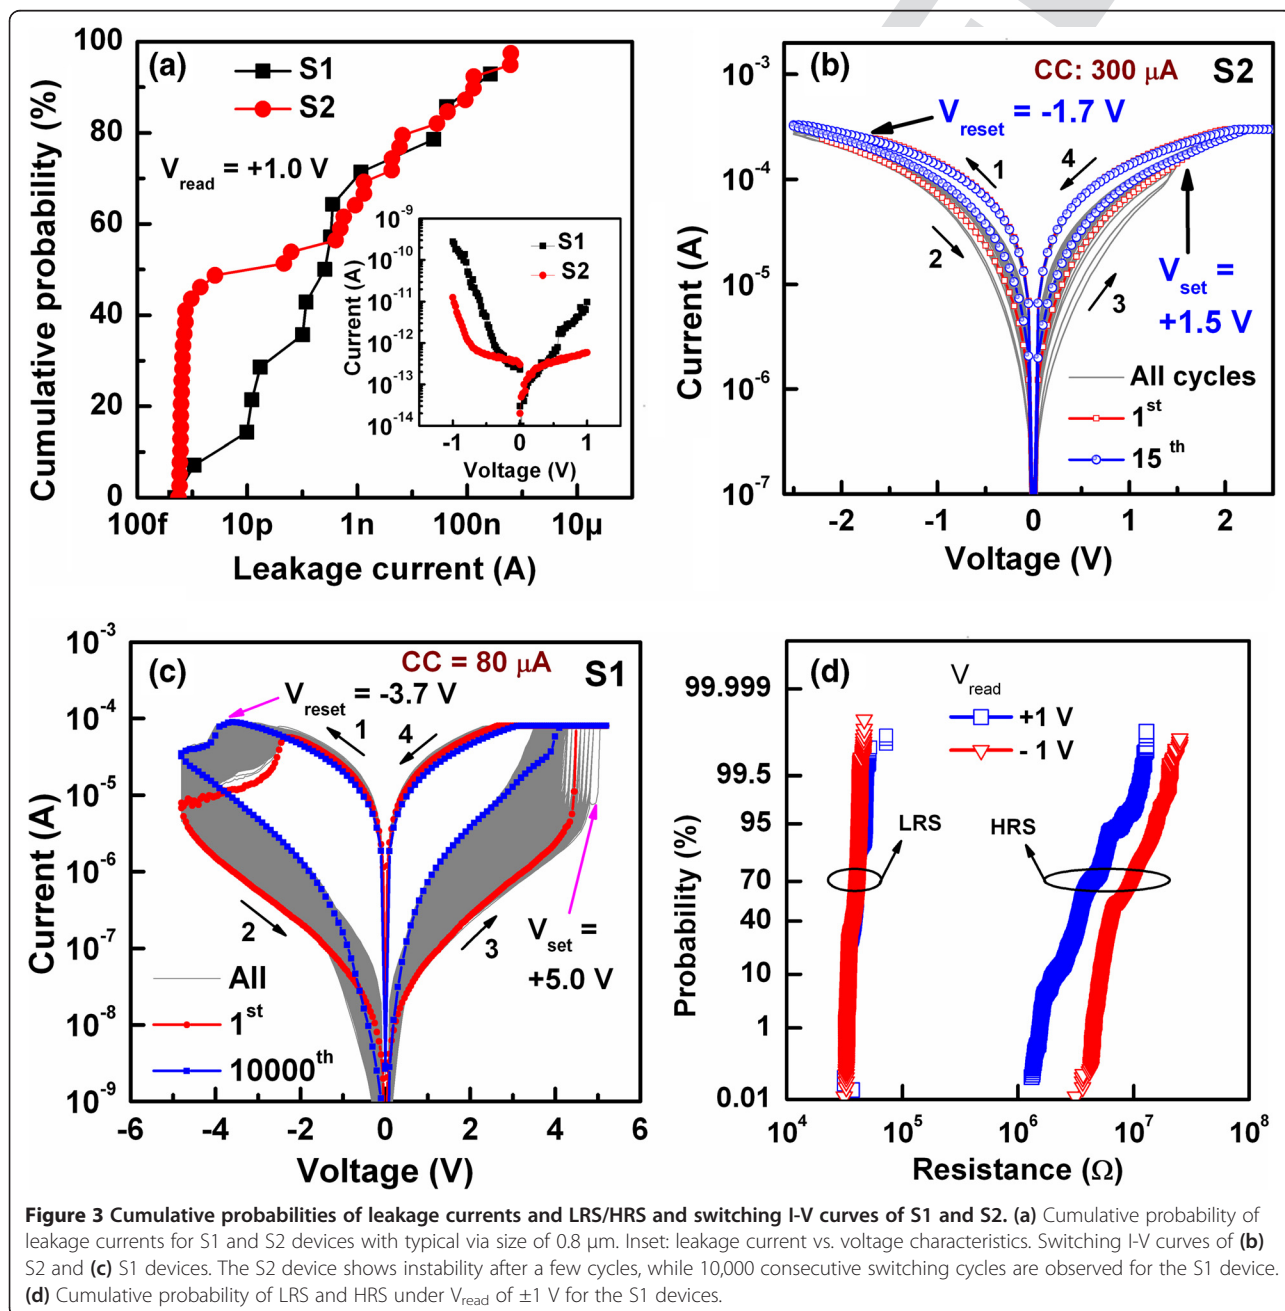 (a)
S1
S2
V_read = +1.0 V
Cumulative probability (%)
100
80
60
40
20
0
100f 10p 1n 100n 10µ
Leakage current (A)
S1
S2
Current (A)
10^-9
10^-10
10^-11
10^-12
10^-13
10^-14
-1 0 1
Voltage (V)
(b)
CC: 300 µA
S2
V_reset = -1.7 V
1
4
2
3
V_set =
+1.5 V
All cycles
1^st
15^th
Current (A)
10^-3
10^-4
10^-5
10^-6
10^-7
-2 -1 0 1 2
Voltage (V)
(c)
CC = 80 µA
S1
V_reset = -3.7 V
1
4
2
3
V_set =
+5.0 V
All
1^st
10000^th
Current (A)
10^-3
10^-4
10^-5
10^-6
10^-7
10^-8
10^-9
-6 -4 -2 0 2 4 6
Voltage (V)
(d)
V_read
+1 V
- 1 V
LRS
HRS
Probability (%)
99.999
99.5
95
70
40
10
1
0.01
10^4 10^5 10^6 10^7 10^8
Resistance (Ω)
Figure 3 Cumulative probabilities of leakage currents and LRS/HRS and switching I-V curves of S1 and S2. (a) Cumulative probability of
leakage currents for S1 and S2 devices with typical via size of 0.8 µm. Inset: leakage current vs. voltage characteristics. Switching I-V curves of (b)
S2 and (c) S1 devices. The S2 device shows instability after a few cycles, while 10,000 consecutive switching cycles are observed for the S1 device.
(d) Cumulative probability of LRS and HRS under V_read of ±1 V for the S1 devices.